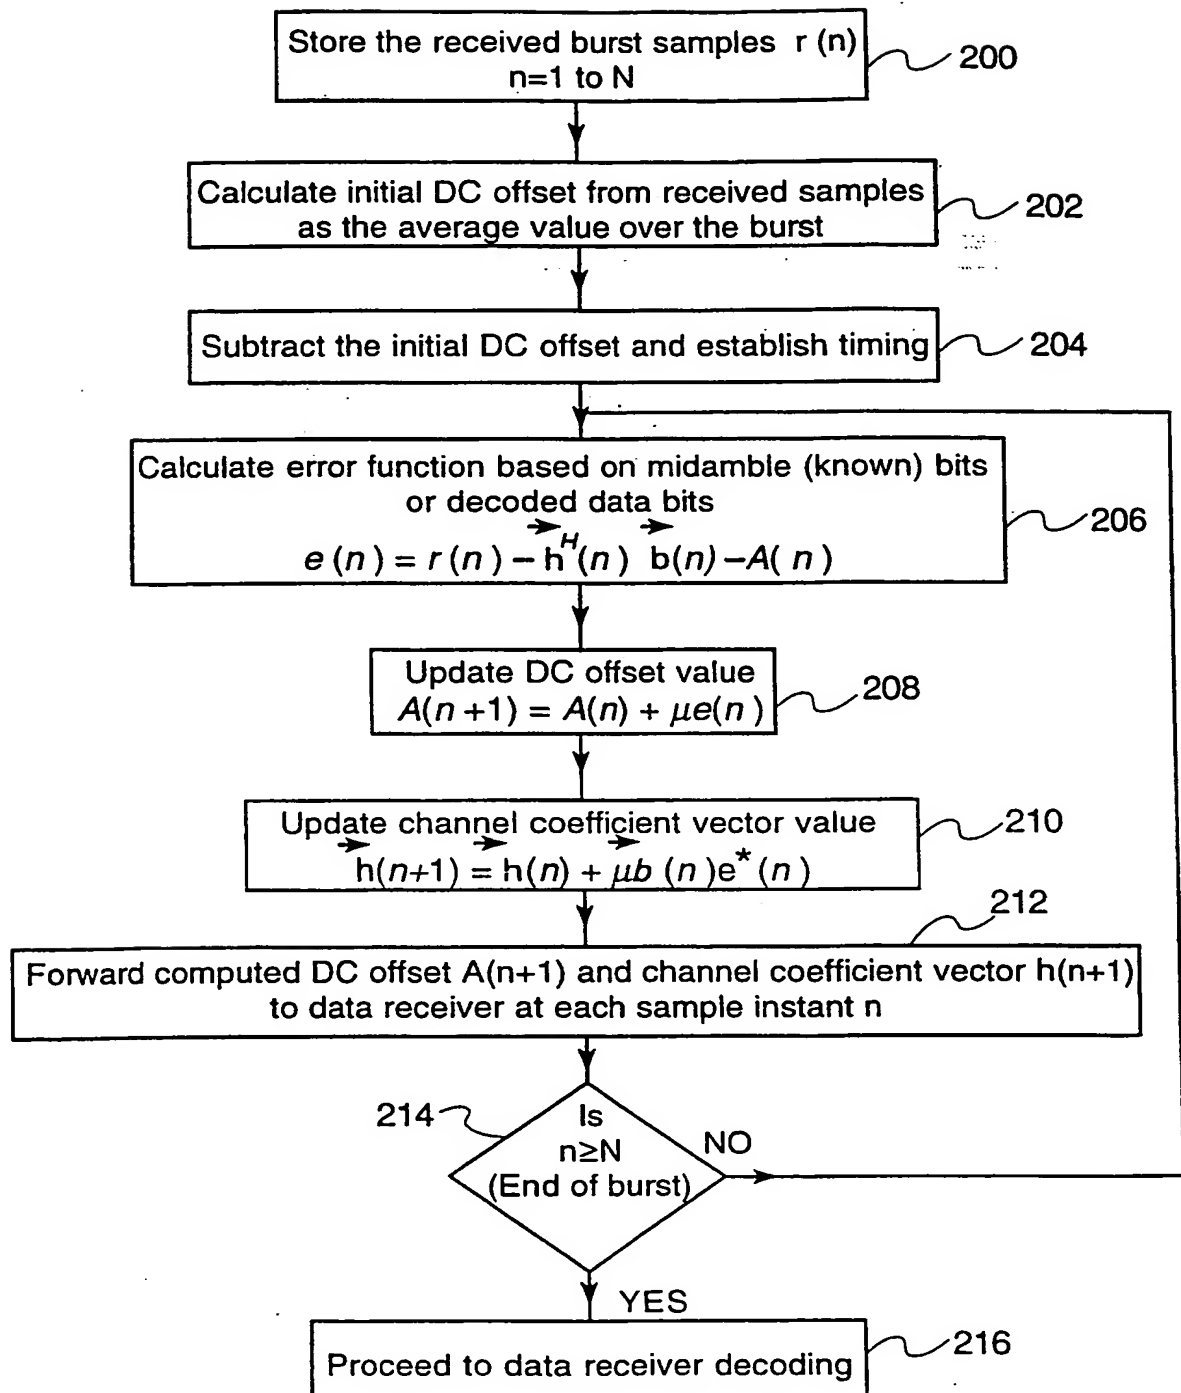 Store the received burst samples r (n)
n=1 to N
200
Calculate initial DC offset from received samples
as the average value over the burst
202
Subtract the initial DC offset and establish timing
204
Calculate error function based on midamble (known) bits
or decoded data bits
e (n) = r (n) – h^H (n) b(n) – A( n )
206
Update DC offset value
A(n +1) = A(n) + μe(n )
208
Update channel coefficient vector value
h(n+1) = h(n) + μb (n)e* (n)
210
212
Forward computed DC offset A(n+1) and channel coefficient vector h(n+1)
to data receiver at each sample instant n
214
Is
n≥N
(End of burst)
NO
YES
Proceed to data receiver decoding
216